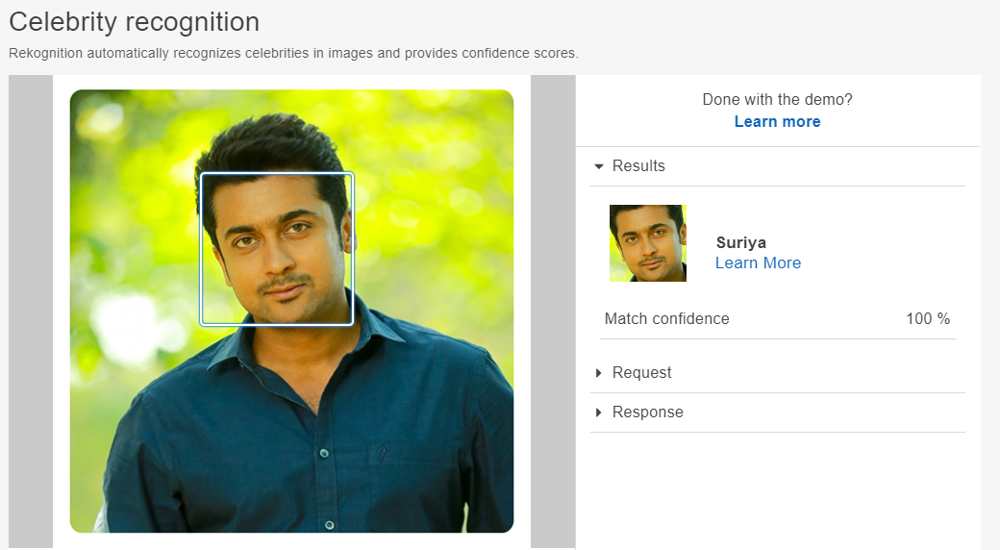 Celebrity recognition
Rekognition automatically recognizes celebrities in images and provides confidence scores.
Done with the demo?
Learn more
Results
Suriya
Learn More
Match confidence 100 %
Request
Response